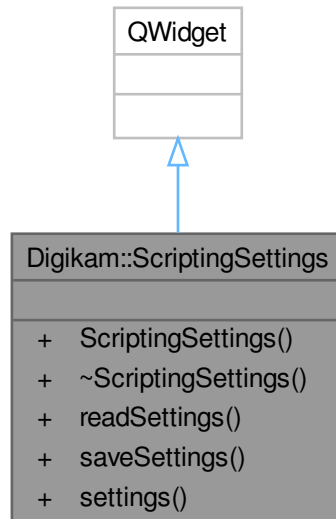 QWidget
Digikam::ScriptingSettings
+ ScriptingSettings()
+ ~ScriptingSettings()
+ readSettings()
+ saveSettings()
+ settings()